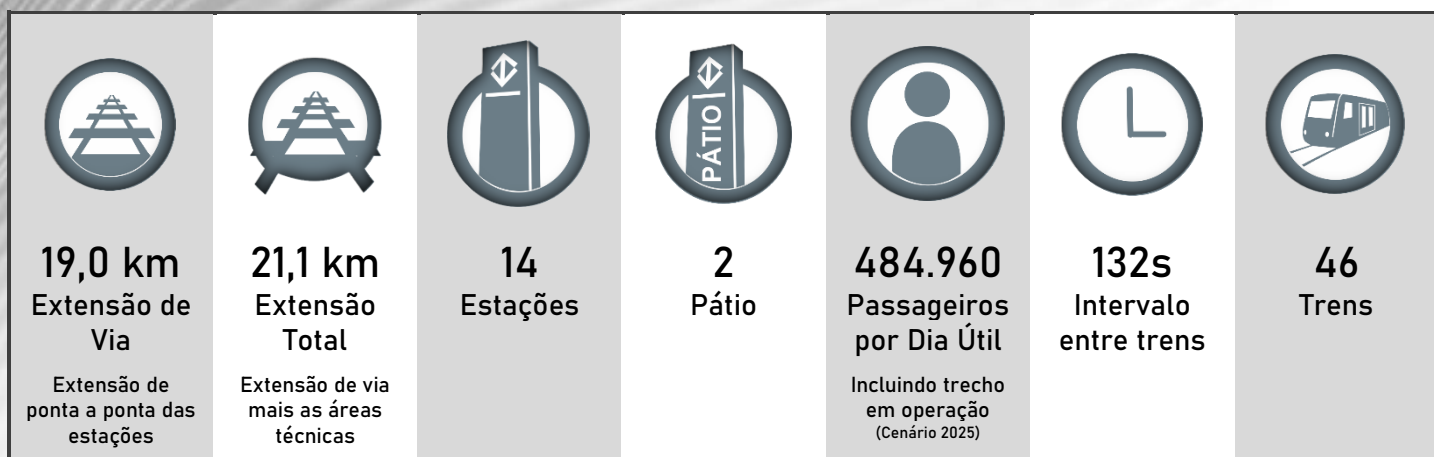 19,0 km
Extensão de
Via
Extensão de
ponta a ponta das
estações
21,1 km
Extensão
Total
Extensão de via
mais as áreas
técnicas
14
Estações
PÁTIO
2
Pátio
484.960
Passageiros
por Dia Útil
Incluindo trecho
em operação
(Cenário 2025)
132s
Intervalo
entre trens
46
Trens